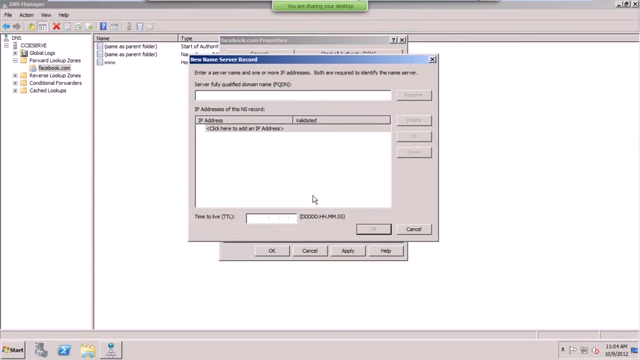 You are sharing your desktop
DNS Manager
File Action View Help
DNS
CCIESERVE
Global Logs
Forward Lookup Zones
facebook.com
Reverse Lookup Zones
Conditional Forwarders
Cached Lookups
Name Type
(same as parent folder) Start of Authority
(same as parent folder)
www
facebook.com Properties
New Name Server Record
Enter a server name and one or more IP addresses. Both are required to identify the name server.
Server fully qualified domain name (FQDN):
Resolve
IP Addresses of this NS record:
IP Address Validated
Delete
<Click here to add an IP Address>
Up
Down
Time to live (TTL): (DDDDD:HH.MM.SS)
OK Cancel
OK Cancel Apply Help
Start
11:04 AM
10/9/2012